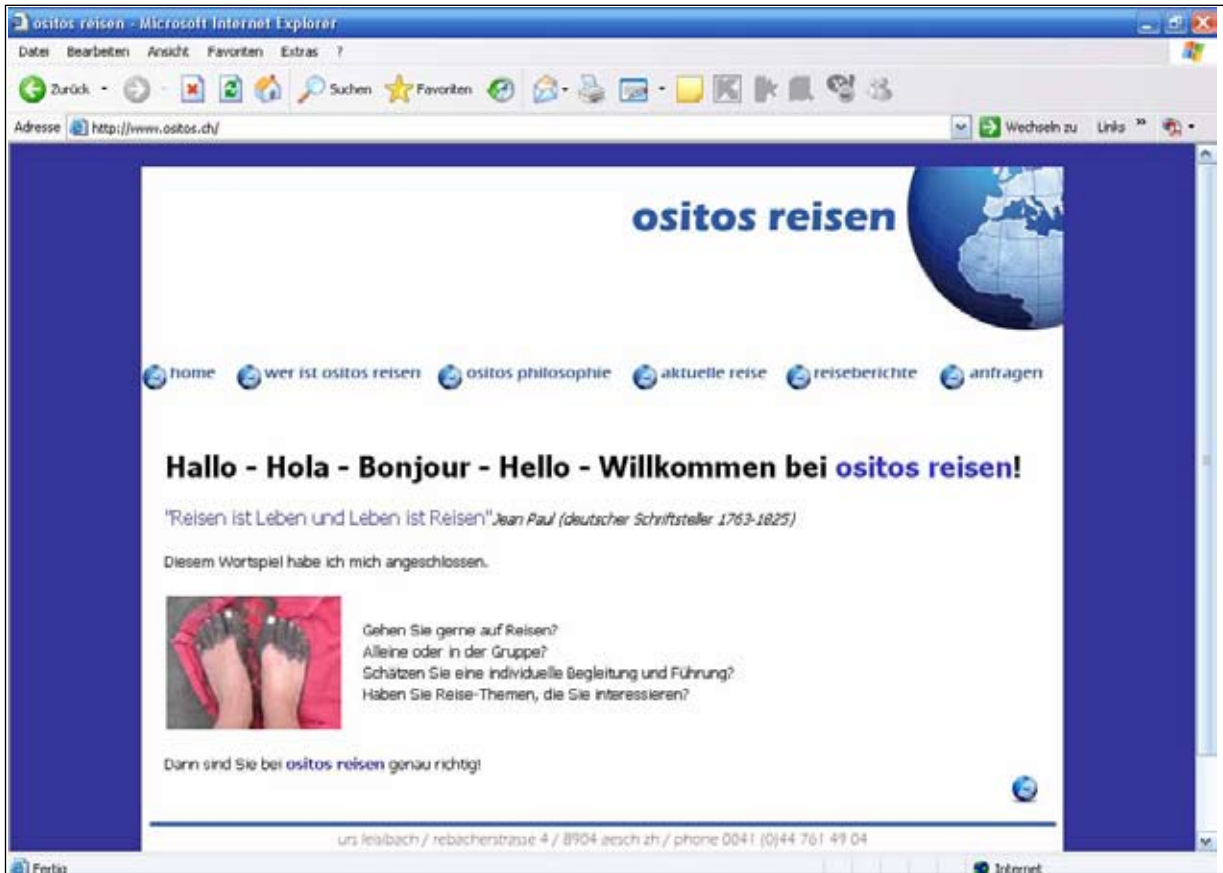 ositos reisen - Microsoft Internet Explorer
Datei Bearbeiten Ansicht Favoriten Extras ?
Zurück Suchen Favoriten
Adresse http://www.ositos.ch/ Wechseln zu Links »
ositos reisen
home wer ist ositos reisen ositos philosophie aktuelle reise reiseberichte anfragen
Hallo - Hola - Bonjour - Hello - Willkommen bei ositos reisen!
"Reisen ist Leben und Leben ist Reisen" Jean Paul (deutscher Schriftsteller 1763-1825)
Diesem Wortspiel habe ich mich angeschlossen.
Gehen Sie gerne auf Reisen?
Alleine oder in der Gruppe?
Schätzen Sie eine individuelle Begleitung und Führung?
Haben Sie Reise-Themen, die Sie interessieren?
Dann sind Sie bei ositos reisen genau richtig!
urs / rebacherstrasse 4 / 8904 aesch zh / phone 0041 (0)44 761 49 04
Fertig Internet